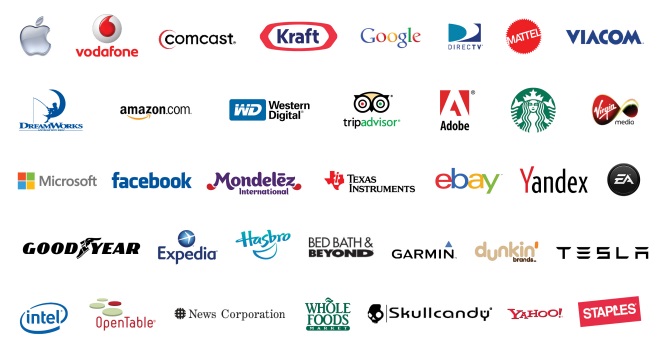 vodafone
comcast®
Kraft
Google
DIRECTV
MATTEL
VIACOM
DREAMWORKS
amazon.com
WD Western Digital®
tripadvisor®
Adobe
Virgin media
Microsoft
facebook
Mondelēz International
TEXAS INSTRUMENTS
ebay
Yandex
EA
GOODYEAR
Expedia
Hasbro
BED BATH & BEYOND
GARMIN
dunkin' brands
TESLA
intel
OpenTable®
News Corporation
WHOLE FOODS MARKET
Skullcandy
YAHOO!
STAPLES